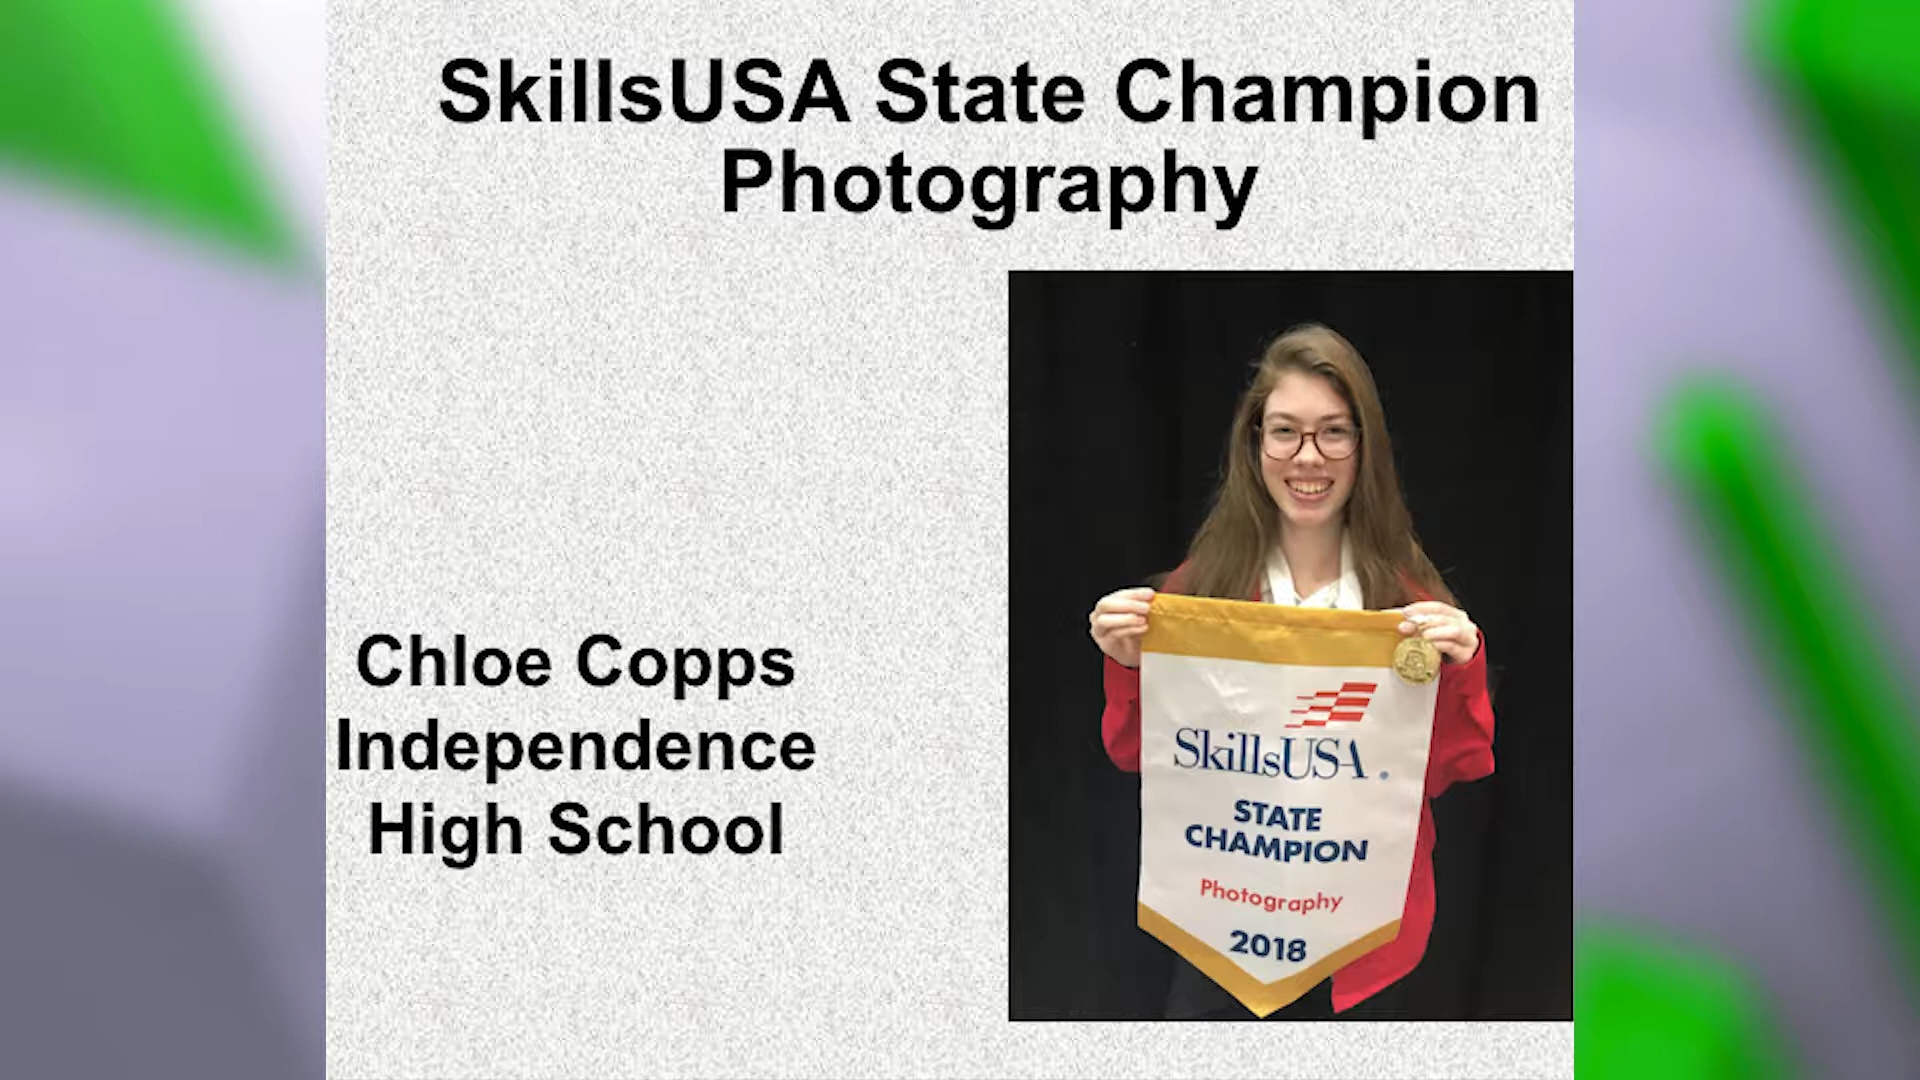 SkillsUSA State Champion
Photography
Chloe Copps
Independence
High School
SkillsUSA
STATE
CHAMPION
Photography
2018